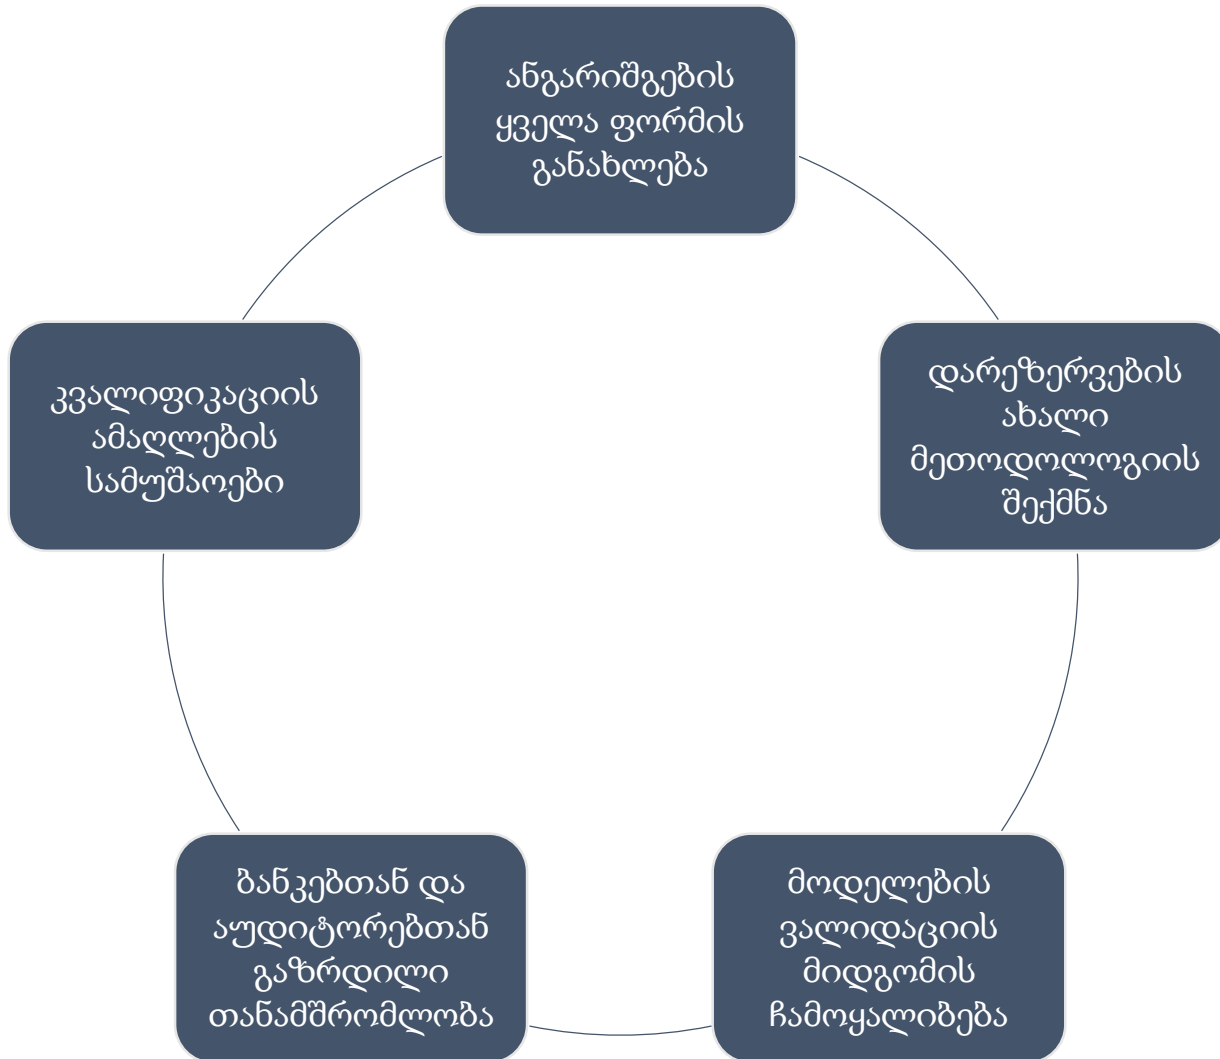 ანგარიშგების
ყველა ფორმის
განახლება
დარეზერვების
ახალი
მეთოდოლოგიის
შექმნა
მოდელების
ვალიდაციის
მიდგომის
ჩამოყალიბება
ბანკებთან და
აუდიტორებთან
გაზრდილი
თანამშრომლობა
კვალიფიკაციის
ამაღლების
სამუშაოები